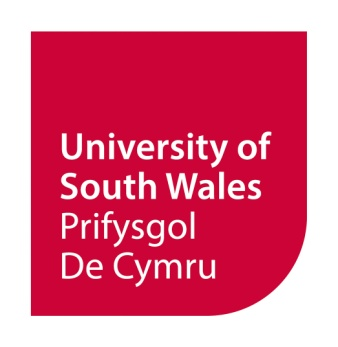 University of
South Wales
Prifysgol
De Cymru